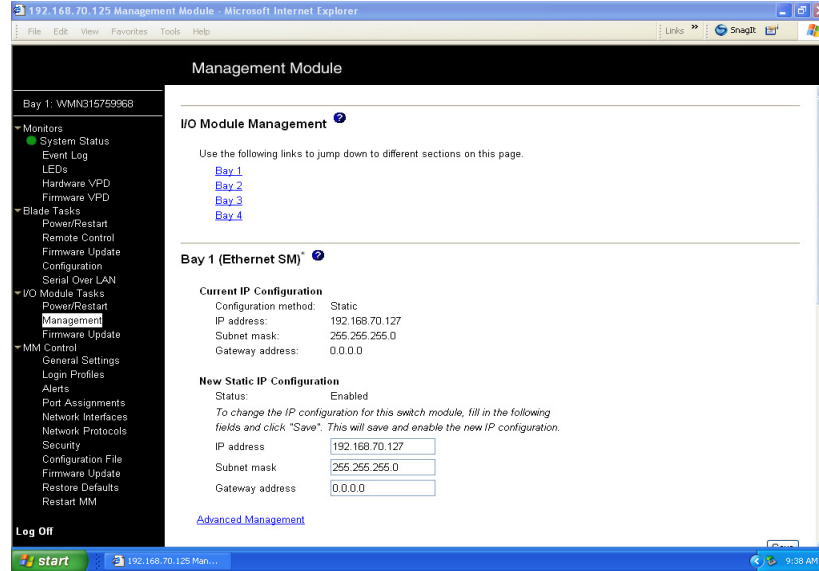 192.168.70.125 Management Module - Microsoft Internet Explorer
File Edit View Favorites Tools Help
Links » SnagIt
Management Module
Bay 1: WMN315759968
Monitors
System Status
Event Log
LEDs
Hardware VPD
Firmware VPD
Blade Tasks
Power/Restart
Remote Control
Firmware Update
Configuration
Serial Over LAN
I/O Module Tasks
Power/Restart
Management
Firmware Update
MM Control
General Settings
Login Profiles
Alerts
Port Assignments
Network Interfaces
Network Protocols
Security
Configuration File
Firmware Update
Restore Defaults
Restart MM
Log Off
I/O Module Management ?
Use the following links to jump down to different sections on this page.
Bay 1
Bay 2
Bay 3
Bay 4
Bay 1 (Ethernet SM)* ?
Current IP Configuration
Configuration method: Static
IP address: 192.168.70.127
Subnet mask: 255.255.255.0
Gateway address: 0.0.0.0
New Static IP Configuration
Status: Enabled
To change the IP configuration for this switch module, fill in the following
fields and click "Save". This will save and enable the new IP configuration.
IP address 192.168.70.127
Subnet mask 255.255.255.0
Gateway address 0.0.0.0
Advanced Management
start
192.168.70.125 Man...
9:38 AM